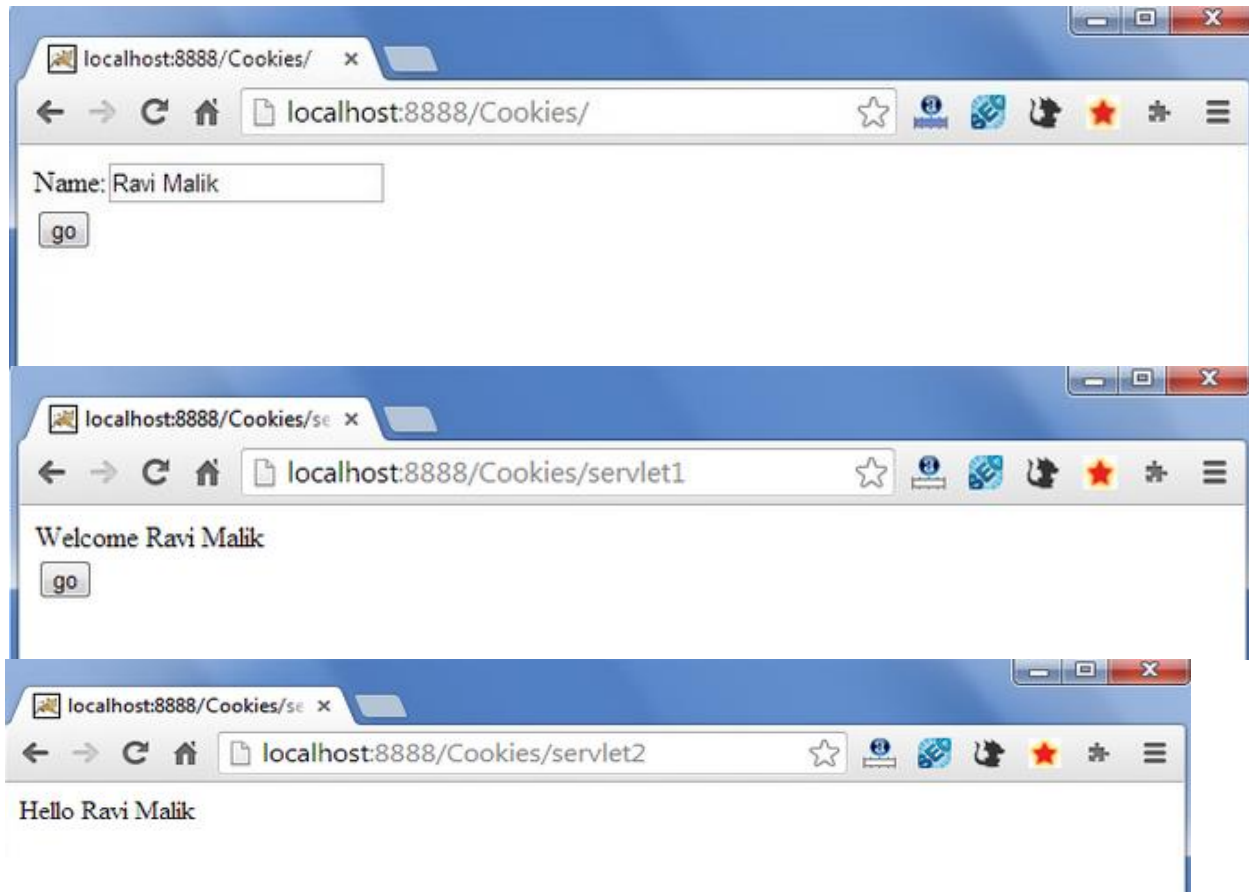 localhost:8888/Cookies/
localhost:8888/Cookies/
Name: Ravi Malik
go
localhost:8888/Cookies/se
localhost:8888/Cookies/servlet1
Welcome Ravi Malik
go
localhost:8888/Cookies/se
localhost:8888/Cookies/servlet2
Hello Ravi Malik